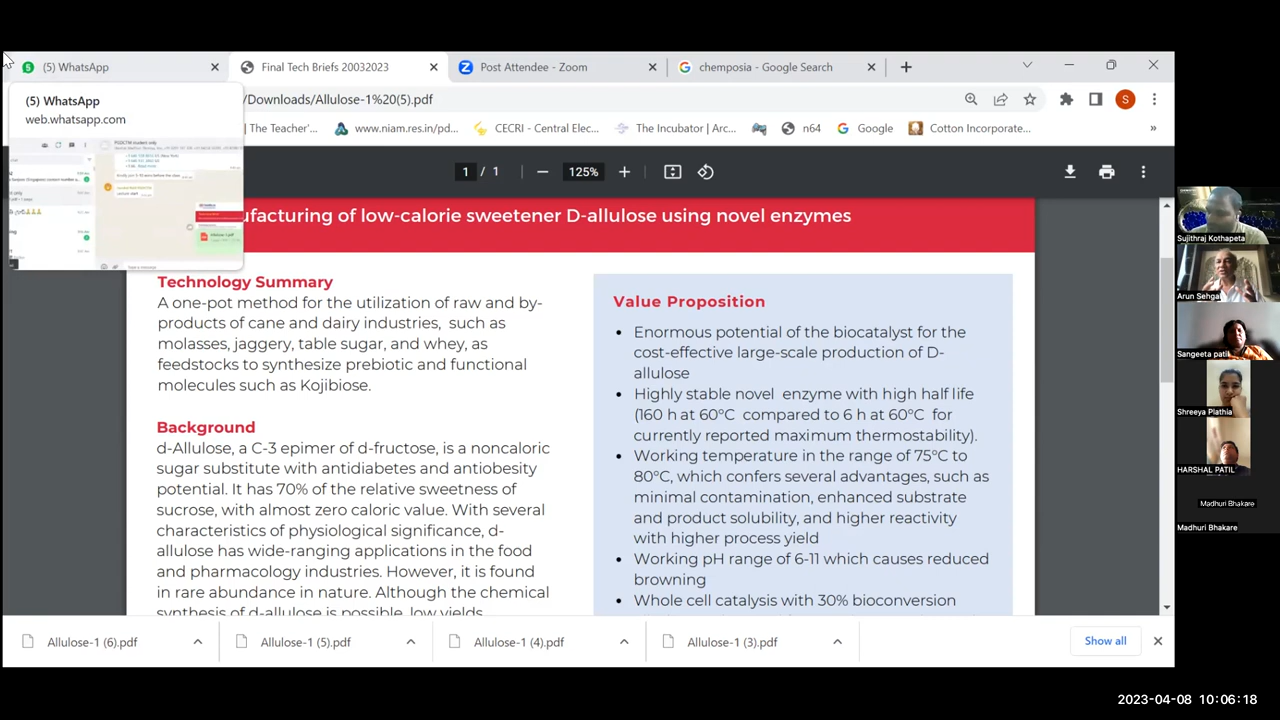 (5) WhatsApp
Final Tech Briefs 20032023
Post Attendee - Zoom
chemposia - Google Search
(5) WhatsApp
web.whatsapp.com
/Downloads/Allulose-1%20(5).pdf
S
The Teacher'...
www.niam.res.in/pd...
CECRI - Central Elec...
The Incubator | Arc...
n64
Google
Cotton Incorporate...
»
1 / 1
125%
ufacturing of low-calorie sweetener D-allulose using novel enzymes
Technology Summary
A one-pot method for the utilization of raw and by-
products of cane and dairy industries, such as
molasses, jaggery, table sugar, and whey, as
feedstocks to synthesize prebiotic and functional
molecules such as Kojibiose.
Background
d-Allulose, a C-3 epimer of d-fructose, is a noncaloric
sugar substitute with antidiabetes and antiobesity
potential. It has 70% of the relative sweetness of
sucrose, with almost zero caloric value. With several
characteristics of physiological significance, d-
allulose has wide-ranging applications in the food
and pharmacology industries. However, it is found
in rare abundance in nature. Although the chemical
synthesis of d-allulose is possible, low yields,
Value Proposition
• Enormous potential of the biocatalyst for the
cost-effective large-scale production of D-
allulose
• Highly stable novel enzyme with high half life
(160 h at 60°C compared to 6 h at 60°C for
currently reported maximum thermostability).
• Working temperature in the range of 75°C to
80°C, which confers several advantages, such as
minimal contamination, enhanced substrate
and product solubility, and higher reactivity
with higher process yield
• Working pH range of 6-11 which causes reduced
browning
• Whole cell catalysis with 30% bioconversion
Allulose-1 (6).pdf
Allulose-1 (5).pdf
Allulose-1 (4).pdf
Allulose-1 (3).pdf
Show all
Sujithraj Kothapeta
Arun Sehgal
Sangeeta patil
Shreeya Plathia
HARSHAL PATIL
Madhuri Bhakare
Madhuri Bhakare
2023-04-08 10:06:18